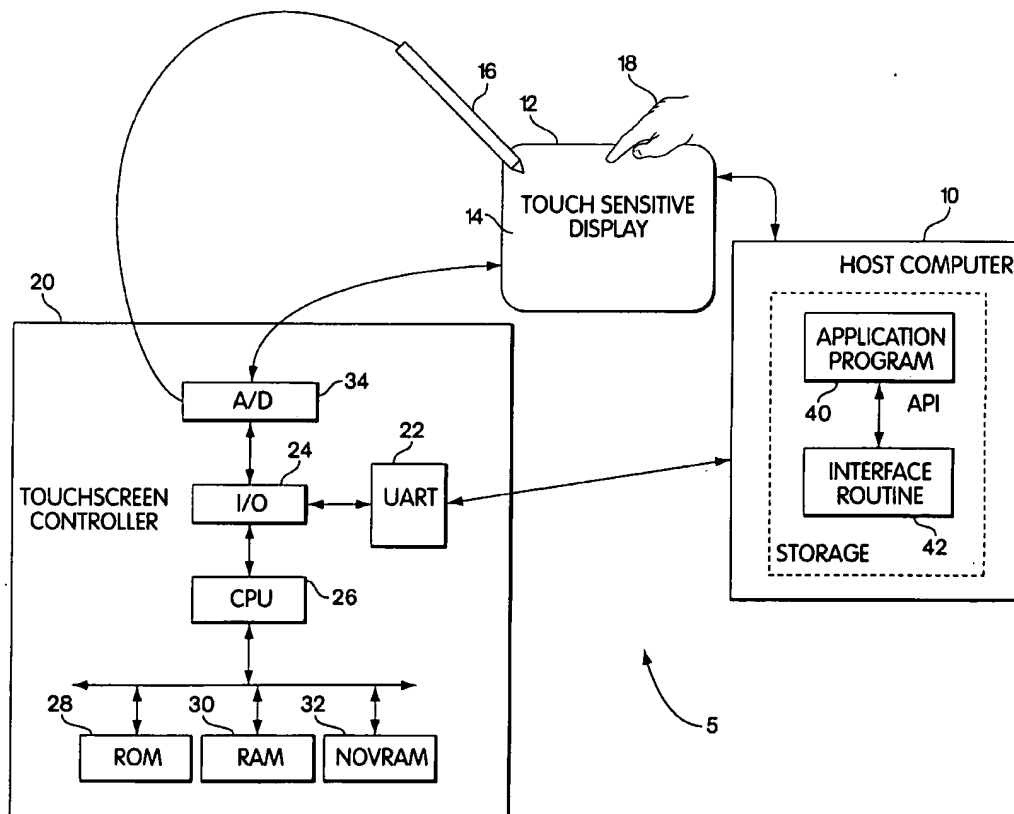 16
18
12
TOUCH SENSITIVE
DISPLAY
14
10
HOST COMPUTER
APPLICATION
PROGRAM
40
API
INTERFACE
ROUTINE
42
STORAGE
20
A/D
34
22
24
I/O
UART
TOUCHSCREEN
CONTROLLER
CPU
26
28
30
32
ROM
RAM
NOVRAM
5